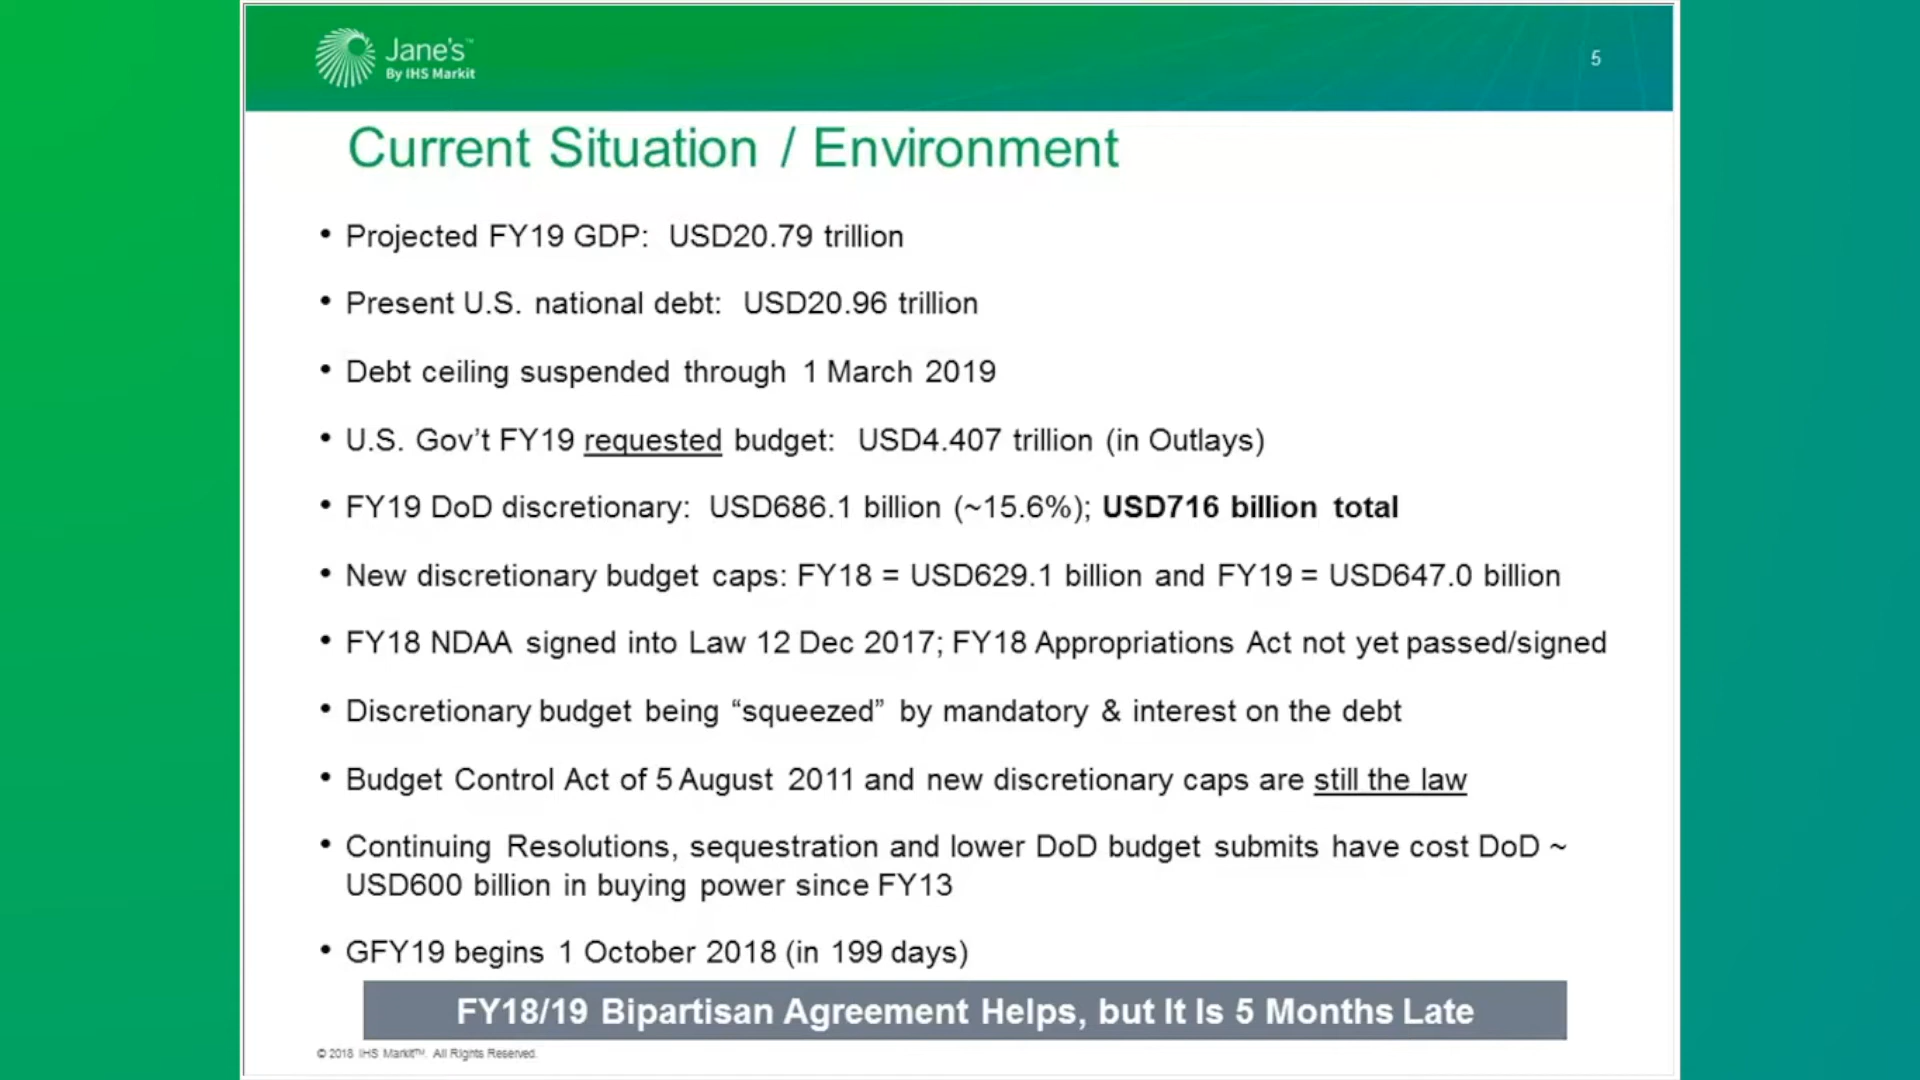 Jane's™
By IHS Markit
5
Current Situation / Environment
• Projected FY19 GDP: USD20.79 trillion
• Present U.S. national debt: USD20.96 trillion
• Debt ceiling suspended through 1 March 2019
• U.S. Gov't FY19 requested budget: USD4.407 trillion (in Outlays)
• FY19 DoD discretionary: USD686.1 billion (~15.6%); USD716 billion total
• New discretionary budget caps: FY18 = USD629.1 billion and FY19 = USD647.0 billion
• FY18 NDAA signed into Law 12 Dec 2017; FY18 Appropriations Act not yet passed/signed
• Discretionary budget being “squeezed” by mandatory & interest on the debt
• Budget Control Act of 5 August 2011 and new discretionary caps are still the law
• Continuing Resolutions, sequestration and lower DoD budget submits have cost DoD ~
USD600 billion in buying power since FY13
• GFY19 begins 1 October 2018 (in 199 days)
FY18/19 Bipartisan Agreement Helps, but It Is 5 Months Late
© 2018 IHS Markit™. All Rights Reserved.